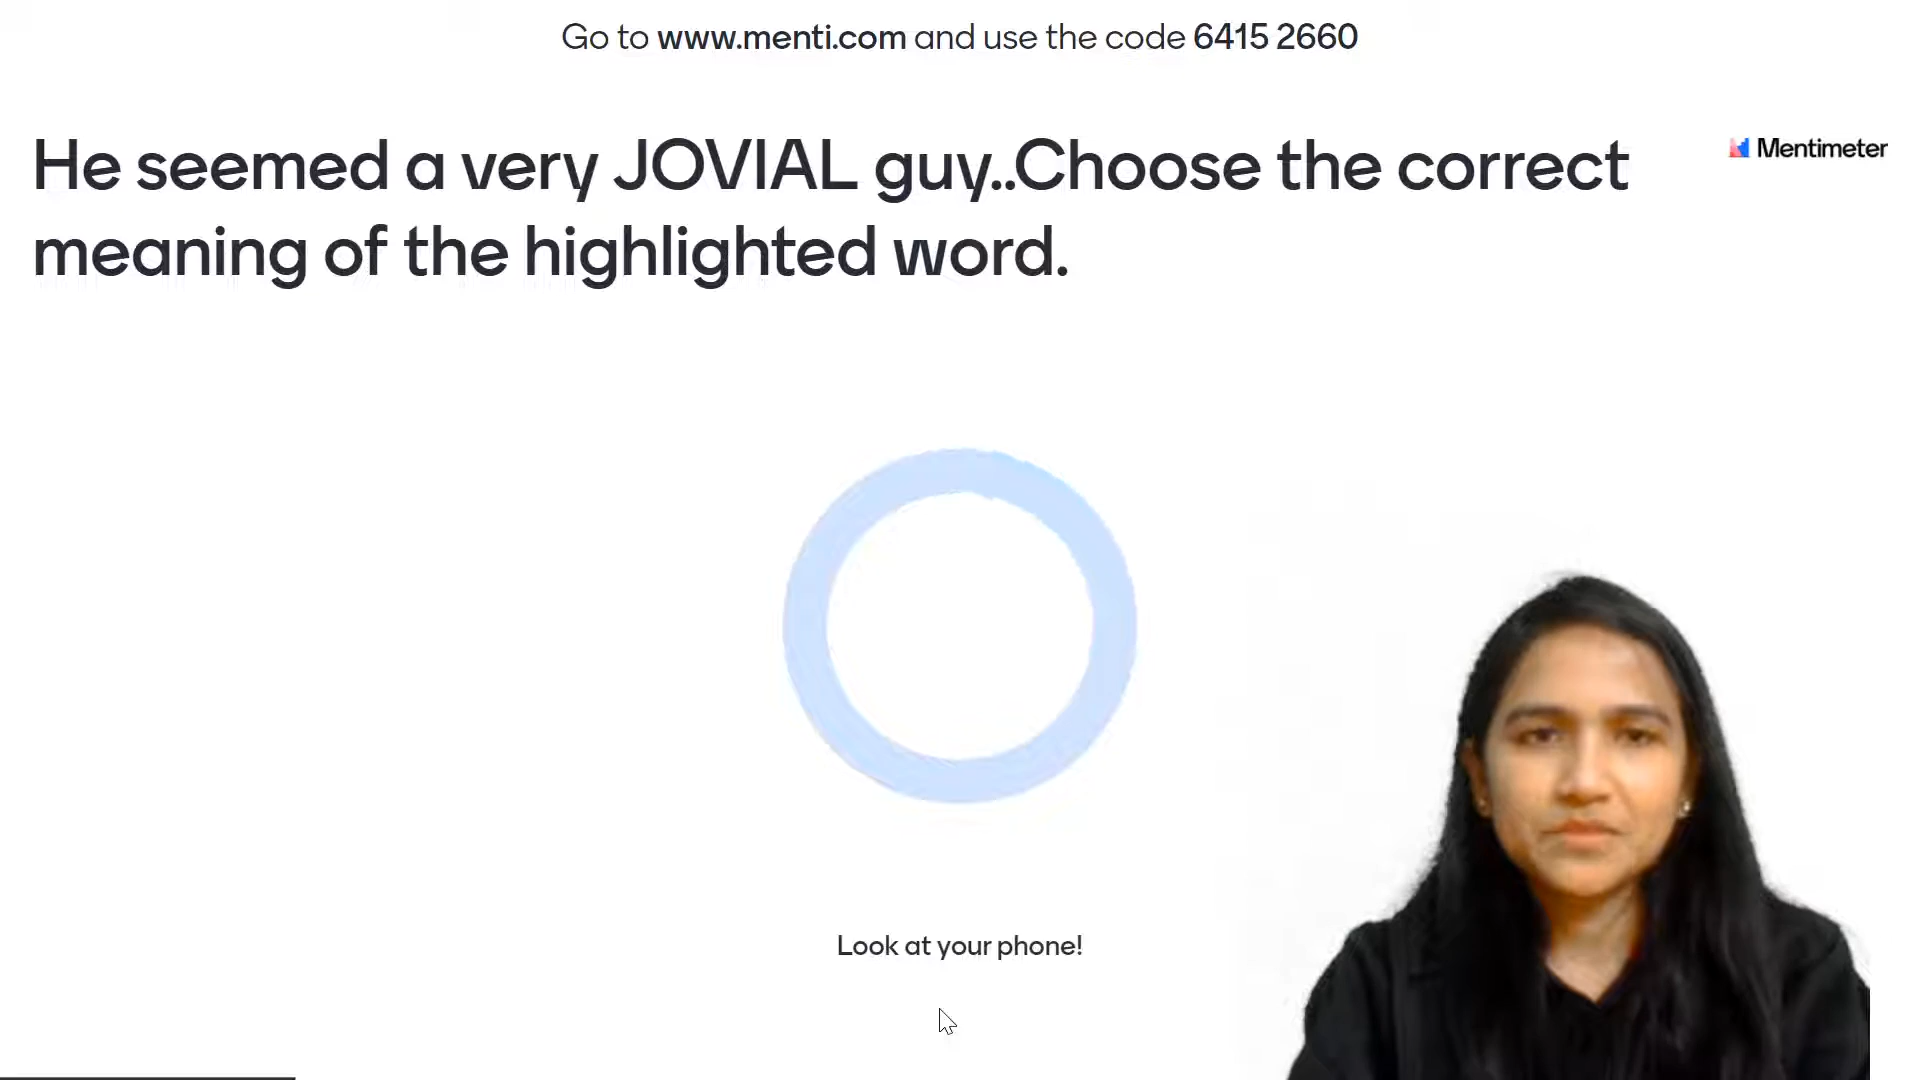 Go to www.menti.com and use the code 6415 2660
He seemed a very JOVIAL guy..Choose the correct
Mentimeter
meaning of the highlighted word.
Look at your phone!